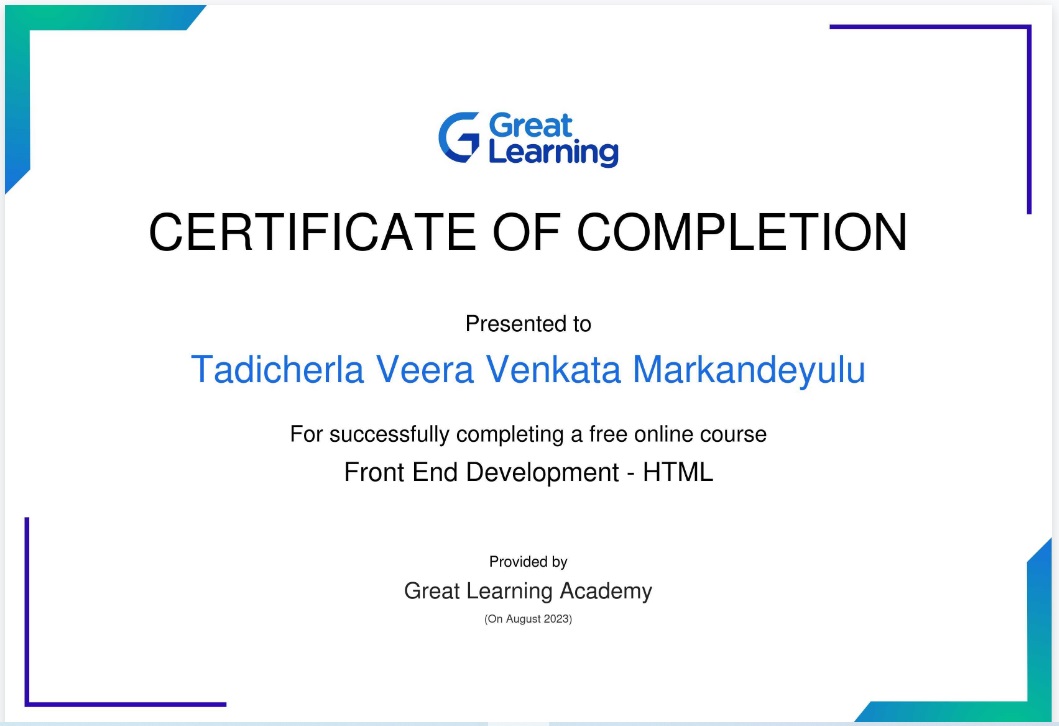 Great
Learning
CERTIFICATE OF COMPLETION
Presented to
Tadicherla Veera Venkata Markandeyulu
For successfully completing a free online course
Front End Development - HTML
Provided by
Great Learning Academy
(On August 2023)